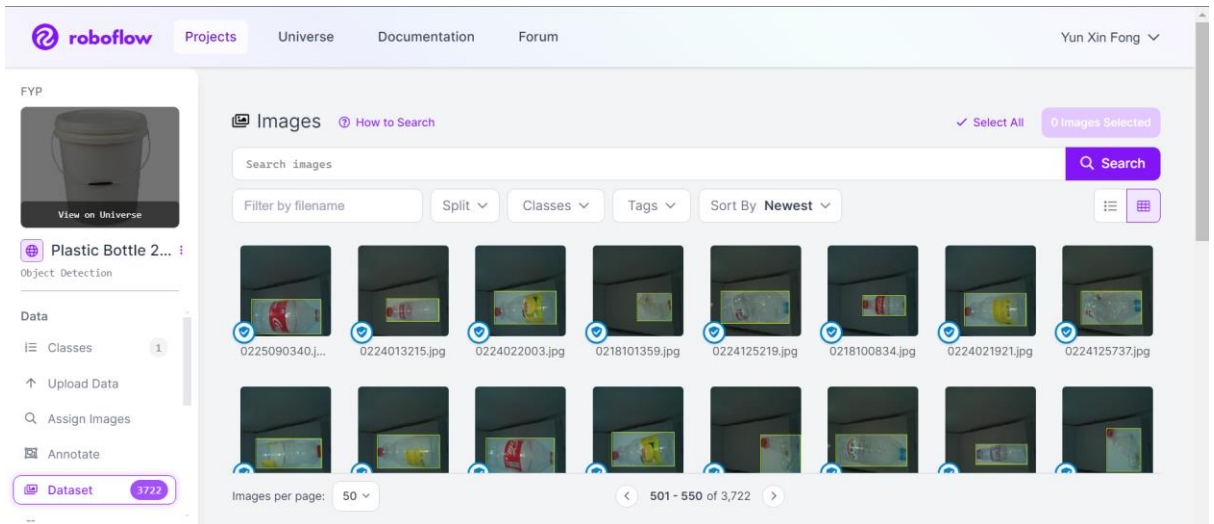 roboflow Projects Universe Documentation Forum Yun Xin Fong
FYP
View on Universe
Plastic Bottle 2...
Object Detection
Data
Classes 1
Upload Data
Assign Images
Annotate
Dataset 3722
Images How to Search Select All 0 Images Selected
Search images Search
Filter by filename Split Classes Tags Sort By Newest
0225090340.j... 0224013215.jpg 0224022003.jpg 0218101359.jpg 0224125219.jpg 0218100834.jpg 0224021921.jpg 0224125737.jpg
Images per page: 50 501 - 550 of 3,722